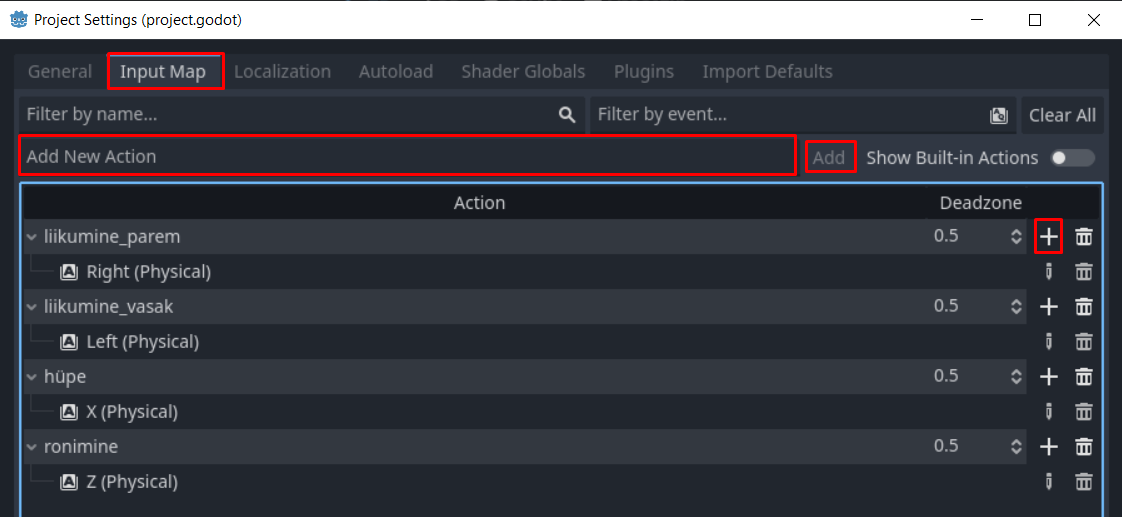 Project Settings (project.godot)
General Input Map Localization Autoload Shader Globals Plugins Import Defaults
Filter by name... Filter by event... Clear All
Add New Action Add Show Built-in Actions
Action Deadzone
liikumine_parem 0.5
Right (Physical)
liikumine_vasak 0.5
Left (Physical)
hüpe 0.5
X (Physical)
ronimine 0.5
Z (Physical)